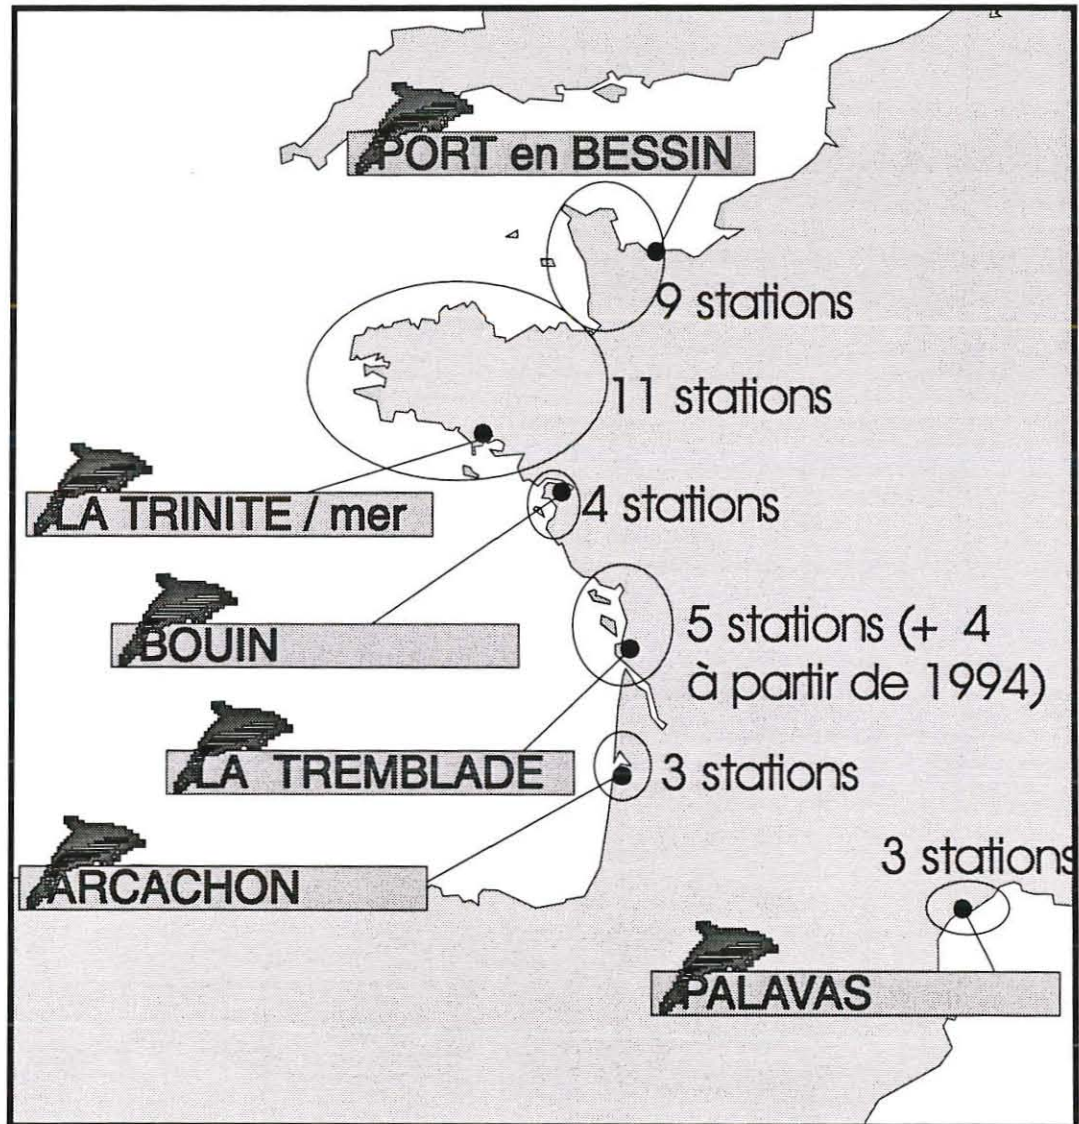 PORT en BESSIN
9 stations
11 stations
LA TRINITE / mer
4 stations
BOUIN
5 stations (+ 4
à partir de 1994)
LA TREMBLADE
3 stations
ARCACHON
3 stations
PALAVAS